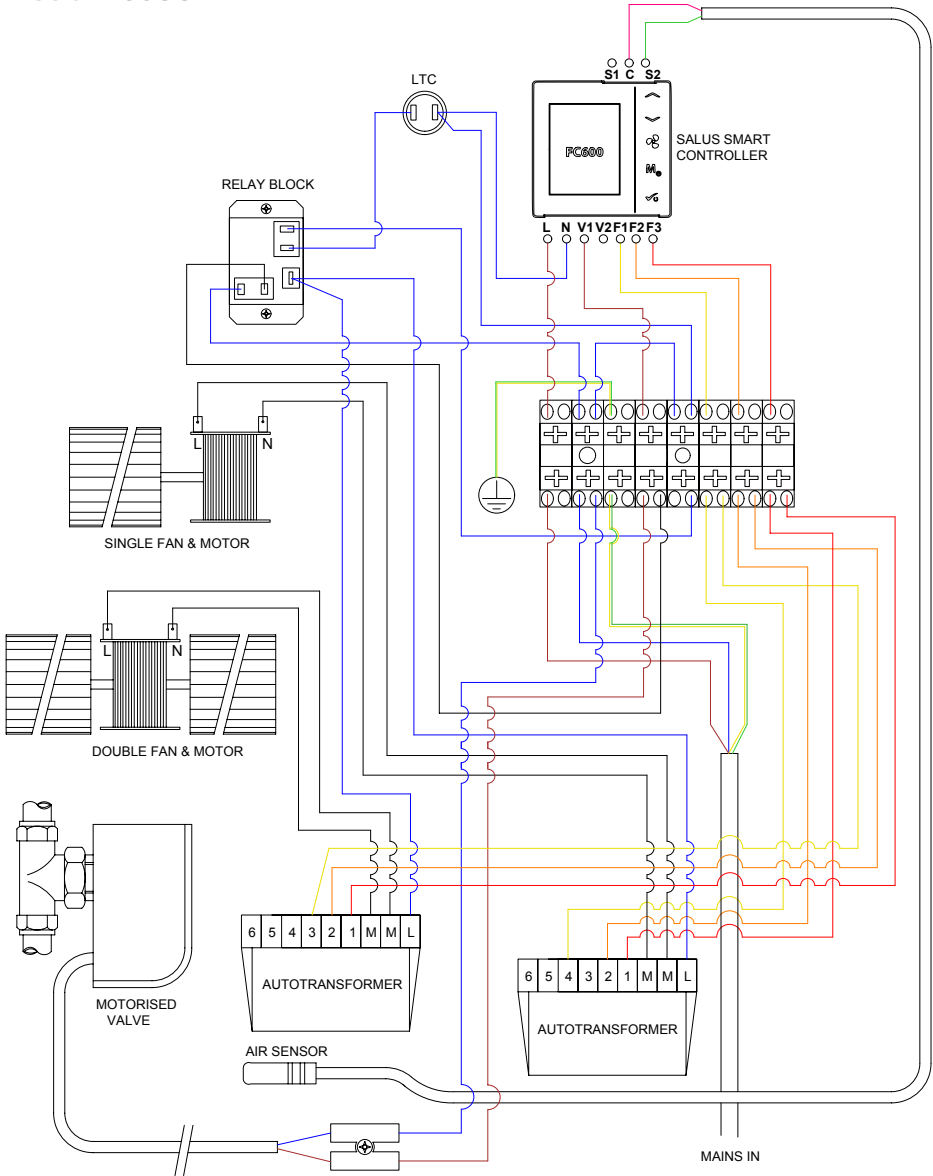 S1 C S2
LTC
FC600
M
SALUS SMART
CONTROLLER
RELAY BLOCK
L N V1 V2 F1 F2 F3
L N
SINGLE FAN & MOTOR
L N
DOUBLE FAN & MOTOR
6 5 4 3 2 1 M M L
AUTOTRANSFORMER
6 5 4 3 2 1 M M L
AUTOTRANSFORMER
MOTORISED
VALVE
AIR SENSOR
MAINS IN